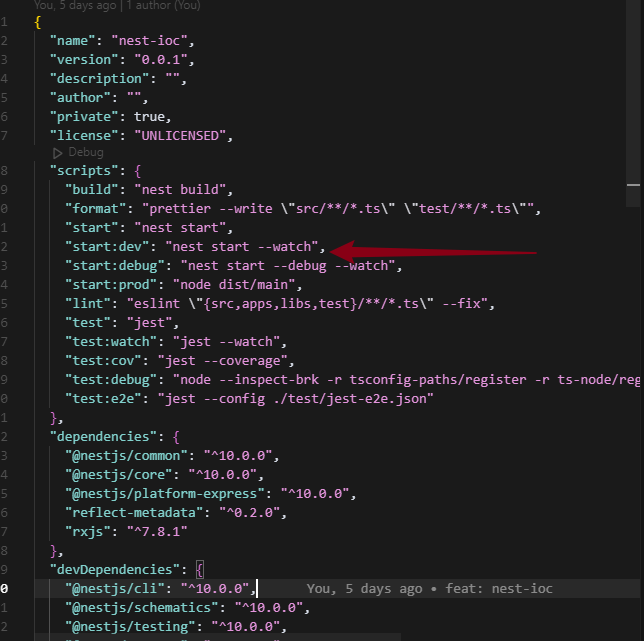 You, 5 days ago | 1 author (You)
1 {
2 "name": "nest-ioc",
3 "version": "0.0.1",
4 "description": "",
5 "author": "",
6 "private": true,
7 "license": "UNLICENSED",
Debug
8 "scripts": {
9 "build": "nest build",
0 "format": "prettier --write \"src/**/*.ts\" \"test/**/*.ts\"",
1 "start": "nest start",
2 "start:dev": "nest start --watch",
3 "start:debug": "nest start --debug --watch",
4 "start:prod": "node dist/main",
5 "lint": "eslint \"{src,apps,libs,test}/**/*.ts\" --fix",
6 "test": "jest",
7 "test:watch": "jest --watch",
8 "test:cov": "jest --coverage",
9 "test:debug": "node --inspect-brk -r tsconfig-paths/register -r ts-node/reg
0 "test:e2e": "jest --config ./test/jest-e2e.json"
1 },
2 "dependencies": {
3 "@nestjs/common": "^10.0.0",
4 "@nestjs/core": "^10.0.0",
5 "@nestjs/platform-express": "^10.0.0",
6 "reflect-metadata": "^0.2.0",
7 "rxjs": "^7.8.1"
8 },
9 "devDependencies": {
0 "@nestjs/cli": "^10.0.0", You, 5 days ago • feat: nest-ioc
1 "@nestjs/schematics": "^10.0.0",
2 "@nestjs/testing": "^10.0.0",